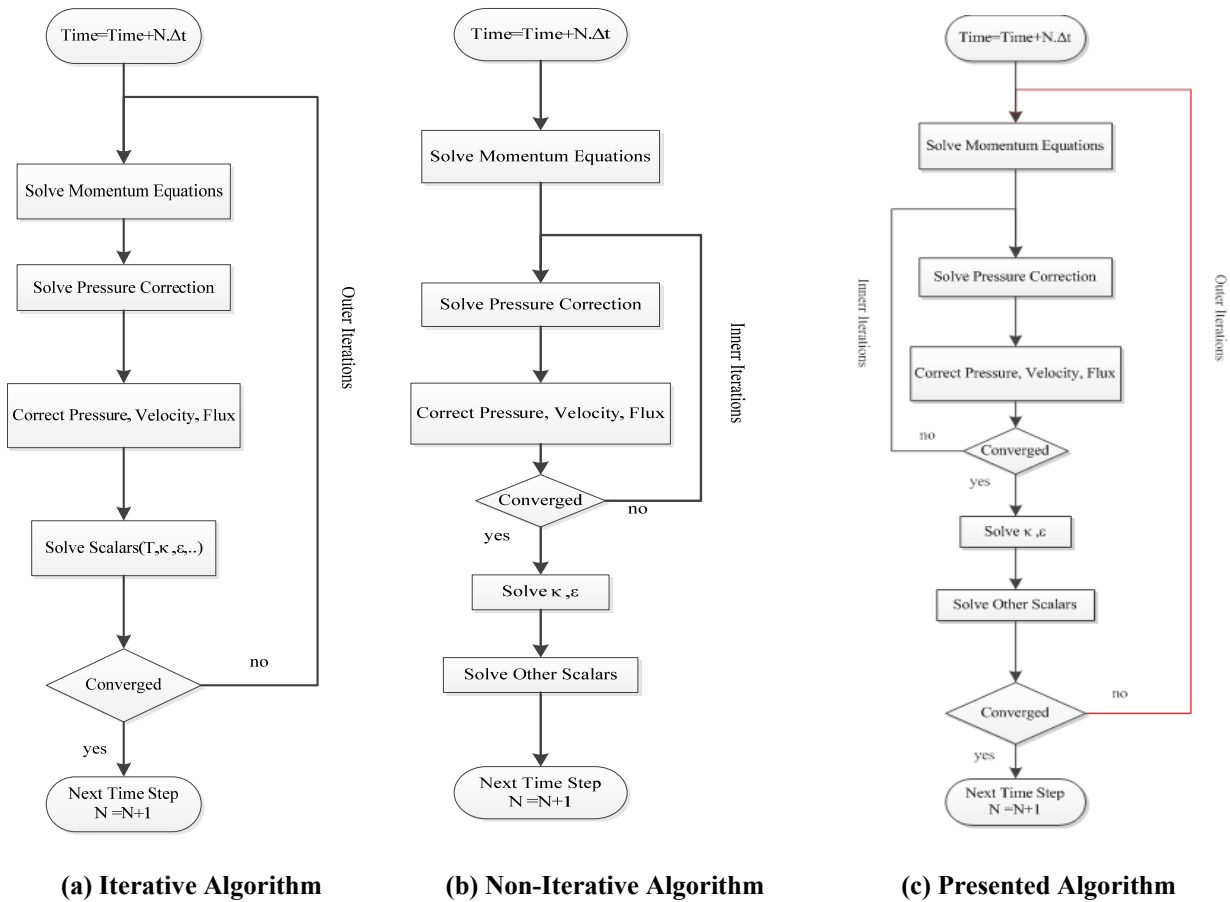 Time=Time+N.Δt
Solve Momentum Equations
Solve Pressure Correction
Correct Pressure, Velocity, Flux
Solve Scalars(T,κ,ε,..)
Converged
no
yes
Next Time Step
N =N+1
Outer Iterations
(a) Iterative Algorithm
Time=Time+N.Δt
Solve Momentum Equations
Solve Pressure Correction
Correct Pressure, Velocity, Flux
Converged
no
yes
Solve κ ,ε
Solve Other Scalars
Next Time Step
N =N+1
Innerr Iterations
(b) Non-Iterative Algorithm
Time=Time+N.Δt
Solve Momentum Equations
Solve Pressure Correction
Correct Pressure, Velocity, Flux
no
Converged
yes
Solve κ ,ε
Solve Other Scalars
Converged
no
yes
Next Time Step
N =N+1
Innerr Iterations
Outer Iterations
(c) Presented Algorithm